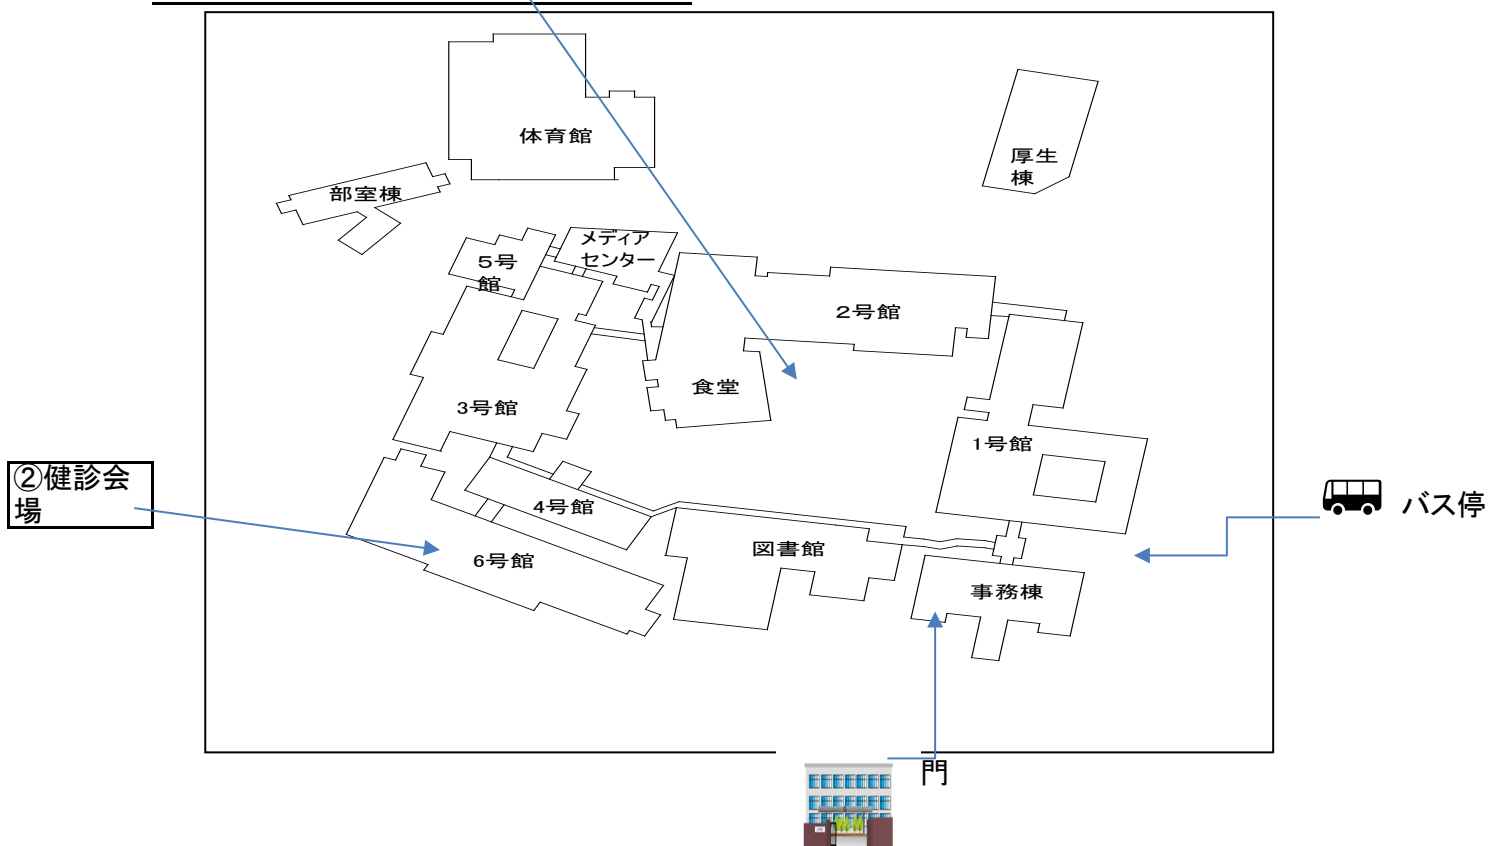 体育館
厚生
棟
部室棟
メディア
センター
5号
館
2号館
食堂
3号館
1号館
②健診会
場
4号館
バス停
図書館
6号館
事務棟
門